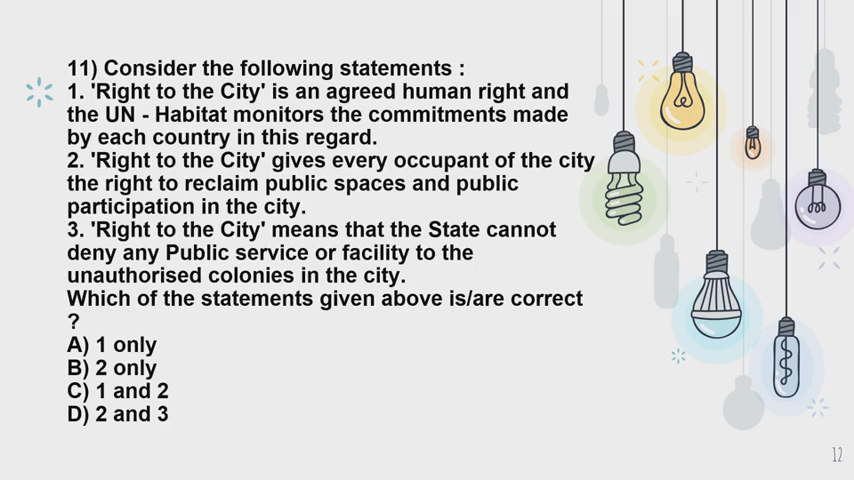 11) Consider the following statements :
1. 'Right to the City' is an agreed human right and
the UN - Habitat monitors the commitments made
by each country in this regard.
2. 'Right to the City' gives every occupant of the city
the right to reclaim public spaces and public
participation in the city.
3. 'Right to the City' means that the State cannot
deny any Public service or facility to the
unauthorised colonies in the city.
Which of the statements given above is/are correct
?
A) 1 only
B) 2 only
C) 1 and 2
D) 2 and 3
12